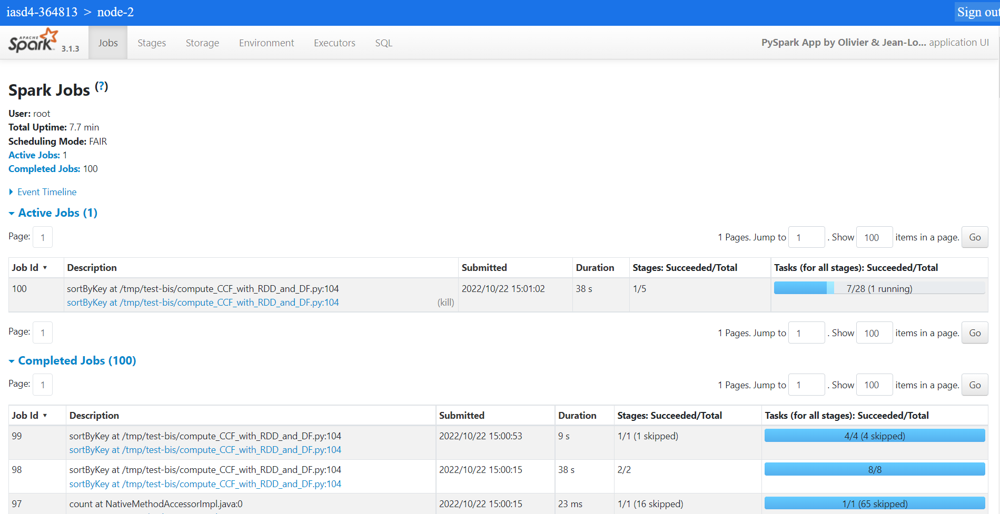 iasd4-364813 > node-2
Sign out
APACHE Spark 3.1.3 Jobs Stages Storage Environment Executors SQL PySpark App by Olivier & Jean-Lo... application UI
Spark Jobs (?)
User: root
Total Uptime: 7.7 min
Scheduling Mode: FAIR
Active Jobs: 1
Completed Jobs: 100
Event Timeline
Active Jobs (1)
Page: 1 1 Pages. Jump to 1 . Show 100 items in a page. Go
Job Id ▾ Description Submitted Duration Stages: Succeeded/Total Tasks (for all stages): Succeeded/Total
100 sortByKey at /tmp/test-bis/compute_CCF_with_RDD_and_DF.py:104 2022/10/22 15:01:02 38 s 1/5 7/28 (1 running)
sortByKey at /tmp/test-bis/compute_CCF_with_RDD_and_DF.py:104 (kill)
Page: 1 1 Pages. Jump to 1 . Show 100 items in a page. Go
Completed Jobs (100)
Page: 1 1 Pages. Jump to 1 . Show 100 items in a page. Go
Job Id ▾ Description Submitted Duration Stages: Succeeded/Total Tasks (for all stages): Succeeded/Total
99 sortByKey at /tmp/test-bis/compute_CCF_with_RDD_and_DF.py:104 2022/10/22 15:00:53 9 s 1/1 (1 skipped) 4/4 (4 skipped)
sortByKey at /tmp/test-bis/compute_CCF_with_RDD_and_DF.py:104
98 sortByKey at /tmp/test-bis/compute_CCF_with_RDD_and_DF.py:104 2022/10/22 15:00:15 38 s 2/2 8/8
sortByKey at /tmp/test-bis/compute_CCF_with_RDD_and_DF.py:104
97 count at NativeMethodAccessorImpl.java:0 2022/10/22 15:00:15 23 ms 1/1 (16 skipped) 1/1 (65 skipped)